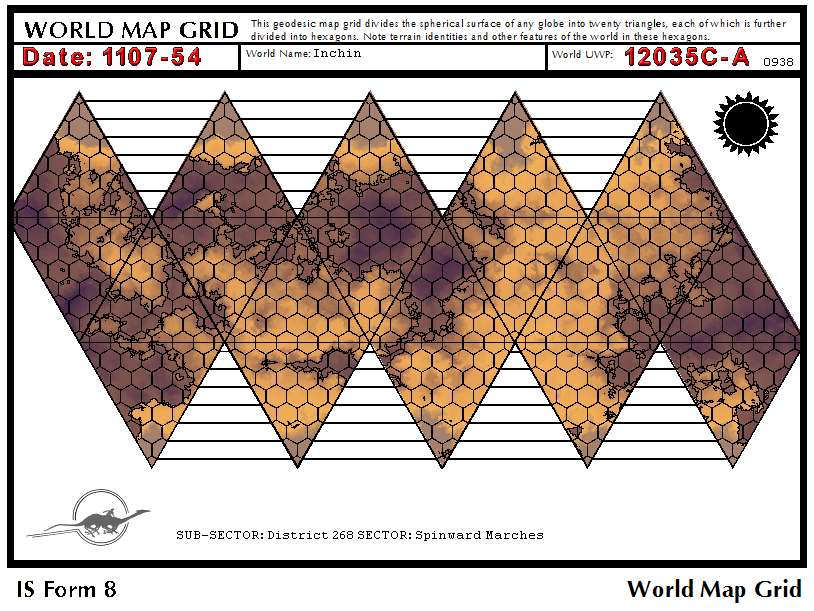 WORLD MAP GRID
This geodesic map grid divides the spherical surface of any globe into twenty triangles, each of which is further
divided into hexagons. Note terrain identities and other features of the world in these hexagons.
Date: 1107-54
World Name: Inchin
World UWP: 12035C-A 0938
SUB-SECTOR: District 268 SECTOR: Spinward Marches
IS Form 8
World Map Grid